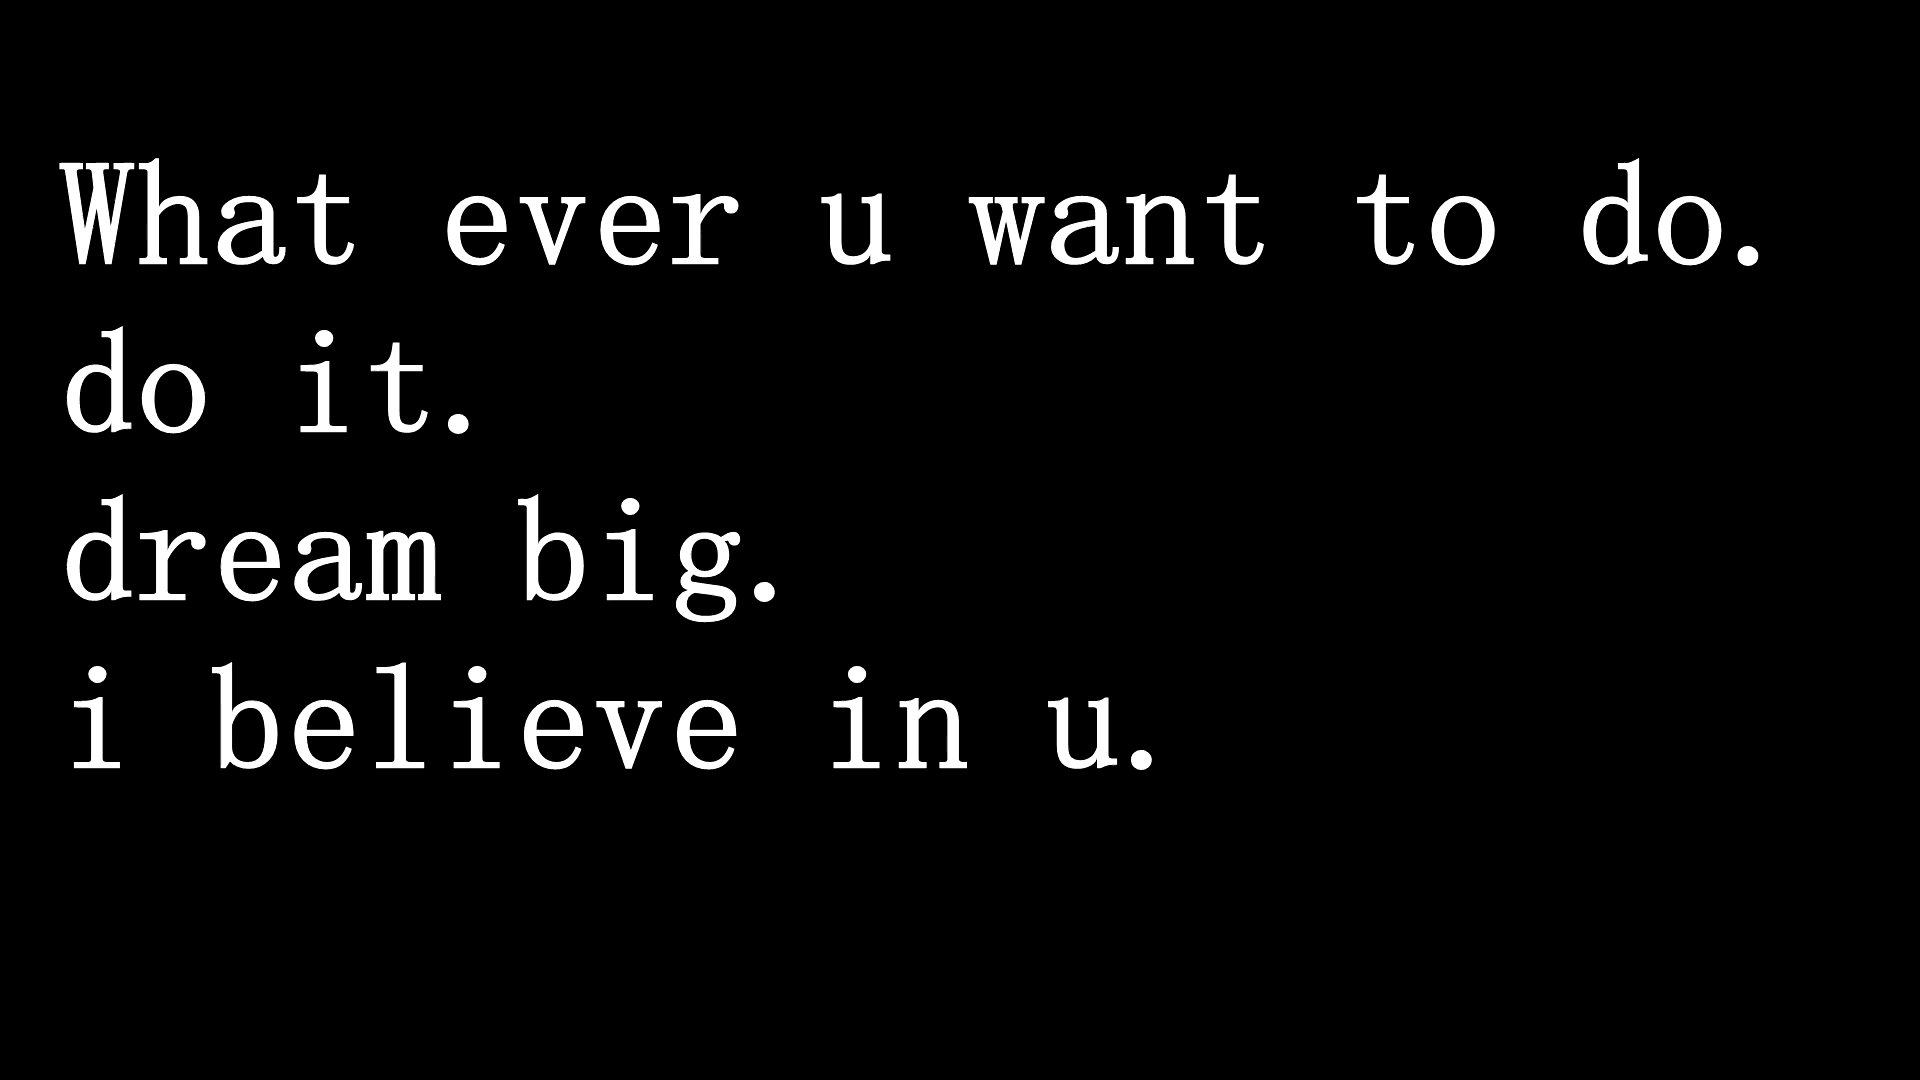 What ever u want to do.
do it.
dream big.
i believe in u.